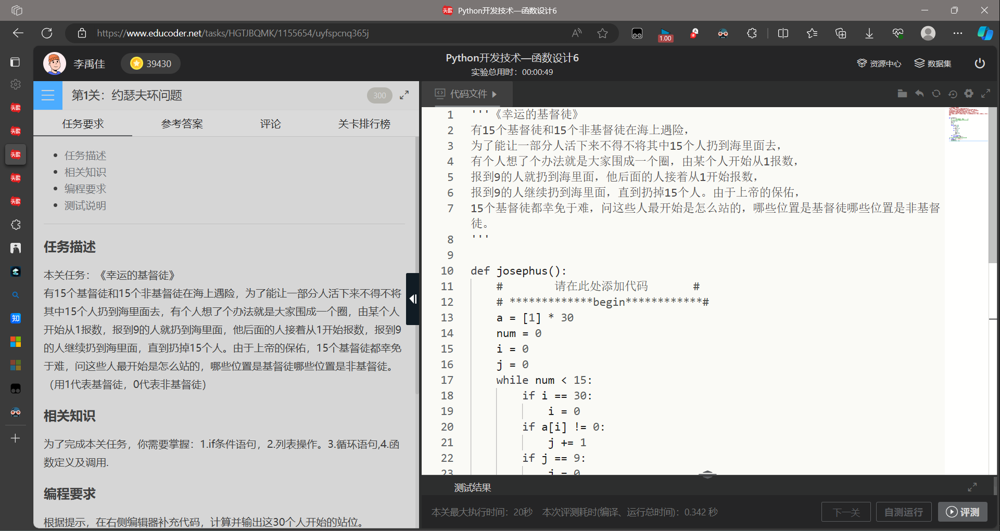 Python开发技术—函数设计6
https://www.educoder.net/tasks/HGTJBQMK/1155654/uyfspcnq365j
1.00
李禹佳
39430
Python开发技术—函数设计6
实验总用时：00:00:49
资源中心
数据集
头歌
头歌
头歌
头歌
头歌
知
第1关：约瑟夫环问题
300
任务要求
参考答案
评论
关卡排行榜
任务描述
相关知识
编程要求
测试说明
任务描述
本关任务：《幸运的基督徒》
有15个基督徒和15个非基督徒在海上遇险，为了能让一部分人活下来不得不将
其中15个人扔到海里面去，有个人想了个办法就是大家围成一个圈，由某个人
开始从1报数，报到9的人就扔到海里面，他后面的人接着从1开始报数，报到9
的人继续扔到海里面，直到扔掉15个人。由于上帝的保佑，15个基督徒都幸免
于难，问这些人最开始是怎么站的，哪些位置是基督徒哪些位置是非基督徒。
（用1代表基督徒，0代表非基督徒）
相关知识
为了完成本关任务，你需要掌握：1.if条件语句，2.列表操作。3.循环语句,4.函
数定义及调用.
编程要求
根据提示，在右侧编辑器补充代码，计算并输出这30个人开始的站位。
代码文件
1 '''《幸运的基督徒》
2 有15个基督徒和15个非基督徒在海上遇险，
3 为了能让一部分人活下来不得不将其中15个人扔到海里面去，
4 有个人想了个办法就是大家围成一个圈，由某个人开始从1报数，
5 报到9的人就扔到海里面，他后面的人接着从1开始报数，
6 报到9的人继续扔到海里面，直到扔掉15个人。由于上帝的保佑，
7 15个基督徒都幸免于难，问这些人最开始是怎么站的，哪些位置是基督徒哪些位置是非基督
徒。
8 '''
9
10 def josephus():
11 # 请在此处添加代码 #
12 # *************begin************#
13 a = [1] * 30
14 num = 0
15 i = 0
16 j = 0
17 while num < 15:
18 if i == 30:
19 i = 0
20 if a[i] != 0:
21 j += 1
22 if j == 9:
23 j = 0
测试结果
本关最大执行时间：20秒 本次评测耗时(编译、运行总时间)：0.342 秒
下一关
自测运行
评测